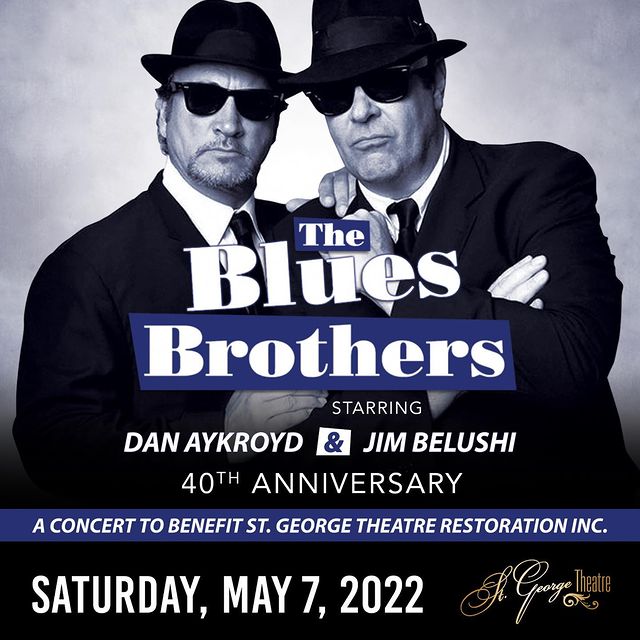 The
Blues
Brothers
STARRING
DAN AYKROYD & JIM BELUSHI
40TH ANNIVERSARY
A CONCERT TO BENEFIT ST. GEORGE THEATRE RESTORATION INC.
SATURDAY, MAY 7, 2022
St. George Theatre